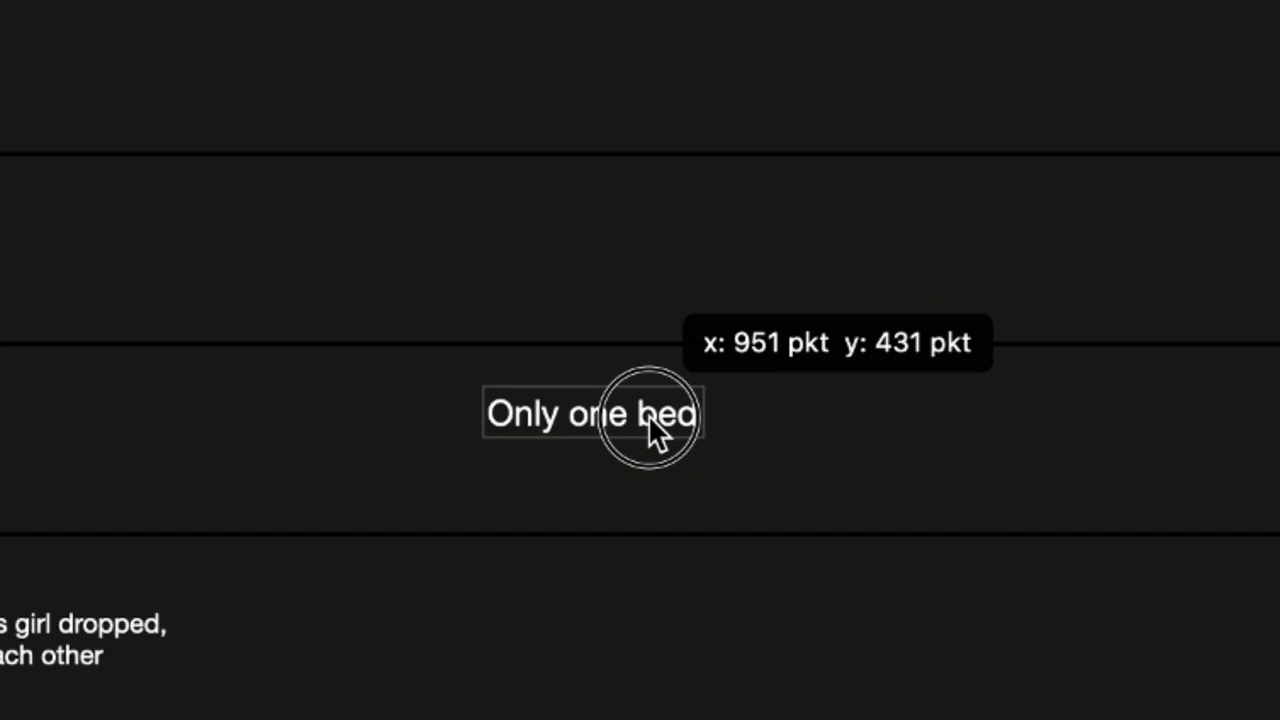 x: 951 pkt y: 431 pkt
Only one bed
s girl dropped,
ach other